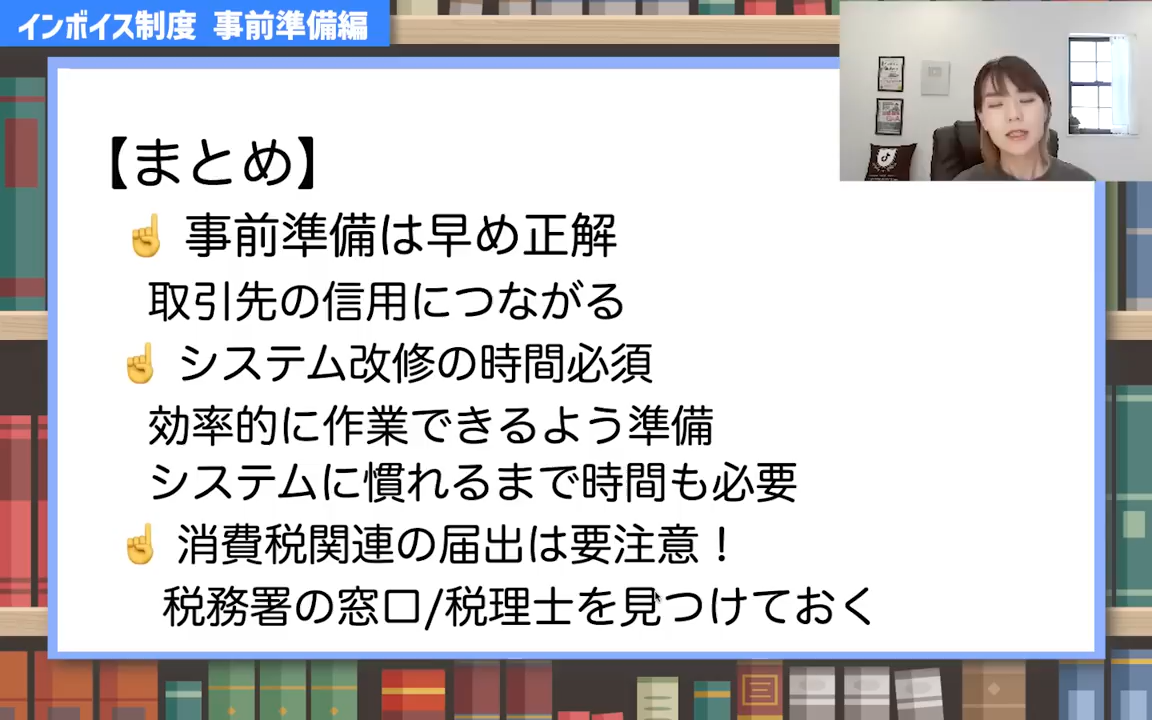 インボイス制度 事前準備編
【まとめ】
☝ 事前準備は早め正解
取引先の信用につながる
☝ システム改修の時間必須
効率的に作業できるよう準備
システムに慣れるまで時間も必要
☝ 消費税関連の届出は要注意！
税務署の窓口/税理士を見つけておく